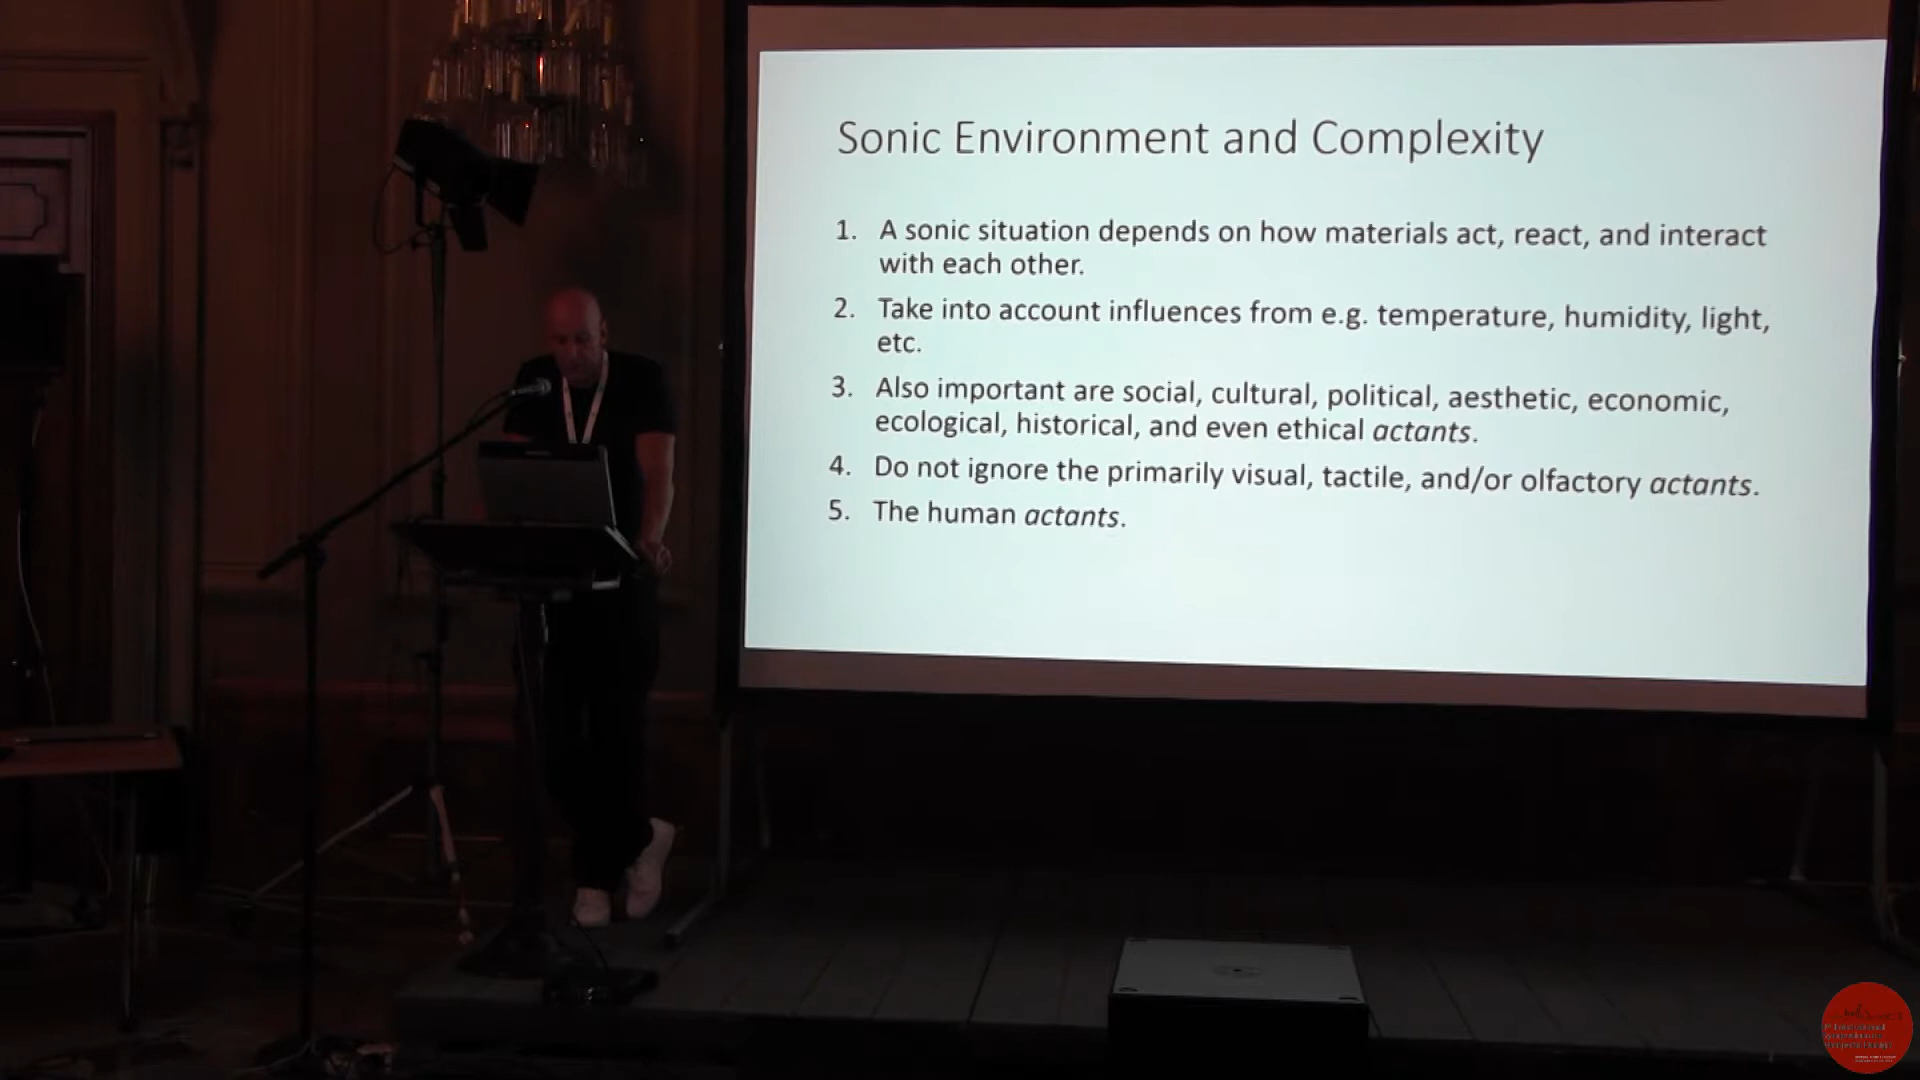 Sonic Environment and Complexity
1. A sonic situation depends on how materials act, react, and interact
with each other.
2. Take into account influences from e.g. temperature, humidity, light,
etc.
3. Also important are social, cultural, political, aesthetic, economic,
ecological, historical, and even ethical actants.
4. Do not ignore the primarily visual, tactile, and/or olfactory actants.
5. The human actants.